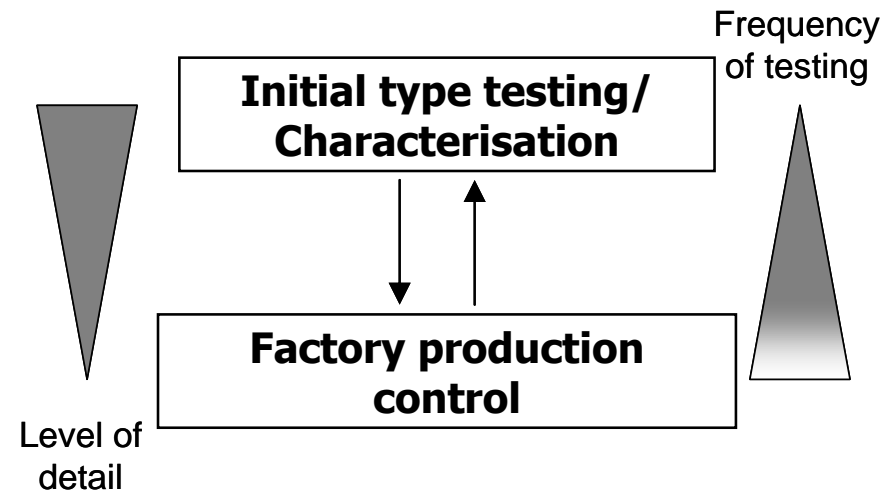 Frequency
of testing
Initial type testing/
Characterisation
Factory production
control
Level of
detail